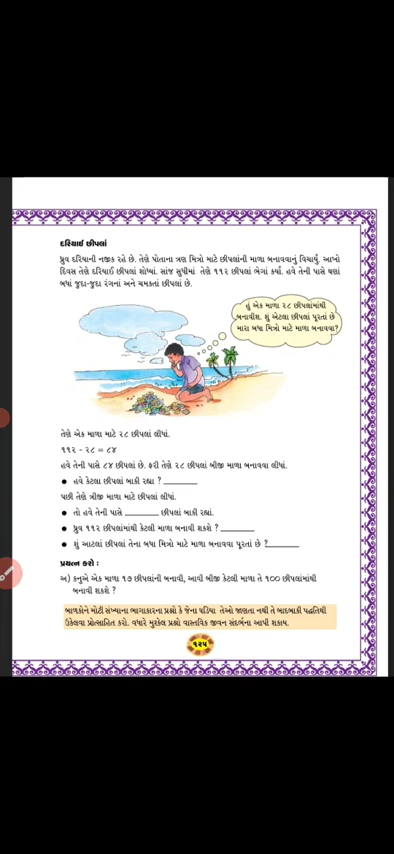 દરિયાઈ છીપલાં
ધ્રુવ દરિયાની નજીક રહે છે. તેણે પોતાના ત્રણ મિત્રો માટે છીપલાંની માળા બનાવવાનું વિચાર્યું. આખો
દિવસ તેણે દરિયાઈ છીપલાં શોધ્યાં. સાંજ સુધીમાં તેણે ૧૧૨ છીપલાં ભેગાં કર્યાં. હવે તેની પાસે ઘણાં
બધાં જુદા-જુદા રંગનાં અને ચમકતાં છીપલાં છે.
હું એક માળા ૨૮ છીપલાંમાંથી
બનાવીશ. શું એટલા છીપલાં પૂરતાં છે
મારા બધા મિત્રો માટે માળા બનાવવા?
તેણે એક માળા માટે ૨૮ છીપલાં લીધાં.
૧૧૨ - ૨૮ = ૮૪
હવે તેની પાસે ૮૪ છીપલાં છે. ફરી તેણે ૨૮ છીપલાં બીજી માળા બનાવવા લીધાં.
● હવે કેટલા છીપલાં બાકી રહ્યા ? ________
પછી તેણે ત્રીજી માળા માટે છીપલાં લીધાં.
● તો હવે તેની પાસે ________ છીપલાં બાકી રહ્યાં.
● ધ્રુવ ૧૧૨ છીપલાંમાંથી કેટલી માળા બનાવી શકશે ? ________
● શું આટલાં છીપલાં તેના બધા મિત્રો માટે માળા બનાવવા પૂરતાં છે ?________
પ્રયત્ન કરો :
અ) કનુએ એક માળા ૧૭ છીપલાંની બનાવી, આવી બીજી કેટલી માળા તે ૧૦૦ છીપલાંમાંથી
બનાવી શકશે ?
બાળકોને મોટી સંખ્યાના ભાગાકારના પ્રશ્નો કે જેના ઘડિયા તેઓ જાણતા નથી તે બાદબાકી પદ્ધતિથી
ઉકેલવા પ્રોત્સાહિત કરો. વધારે મુશ્કેલ પ્રશ્નો વાસ્તવિક જીવન સંદર્ભના આપી શકાય.
૧૨૫